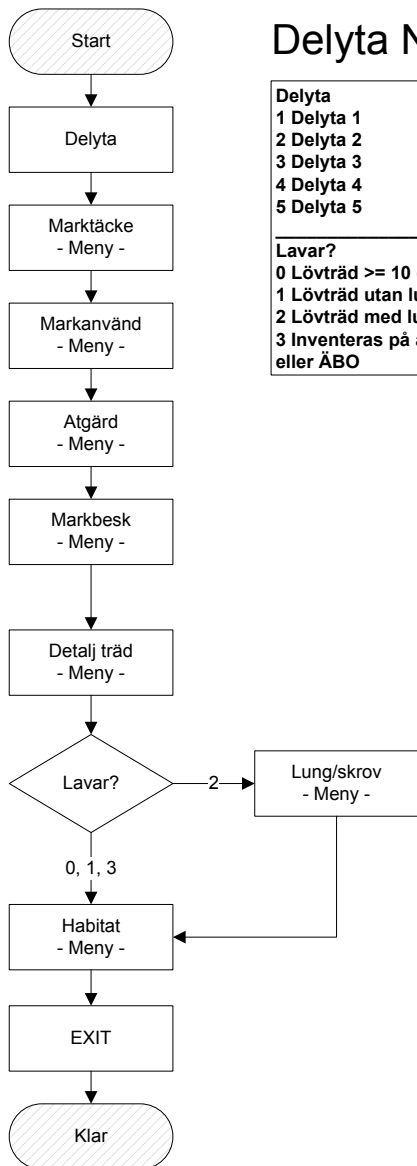 Start
Delyta
Marktäcke
- Meny -
Markanvänd
- Meny -
Atgärd
- Meny -
Markbesk
- Meny -
Detalj träd
- Meny -
Lavar?
2
Lung/skrov
- Meny -
0, 1, 3
Habitat
- Meny -
EXIT
Klar
Delyta
Delyta
1 Delyta 1
2 Delyta 2
3 Delyta 3
4 Delyta 4
5 Delyta 5
Lavar?
0 Lövträd >= 10
1 Lövträd utan
2 Lövträd med
3 Inventeras på
eller ÄBO